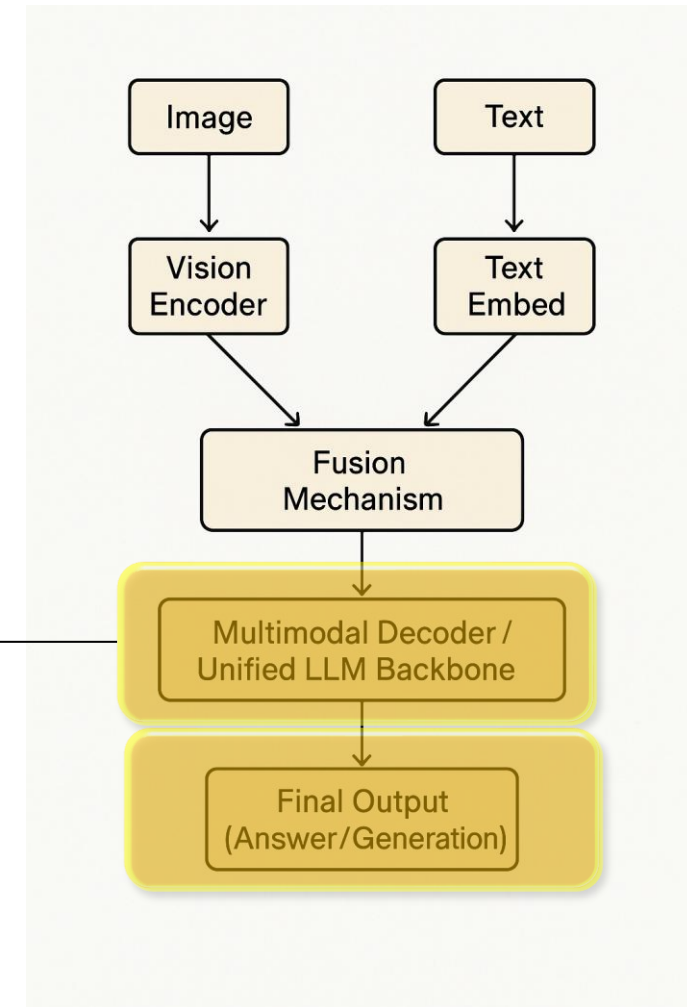 Image
Text
Vision
Encoder
Text
Embed
Fusion
Mechanism
Multimodal Decoder /
Unified LLM Backbone
Final Output
(Answer/Generation)